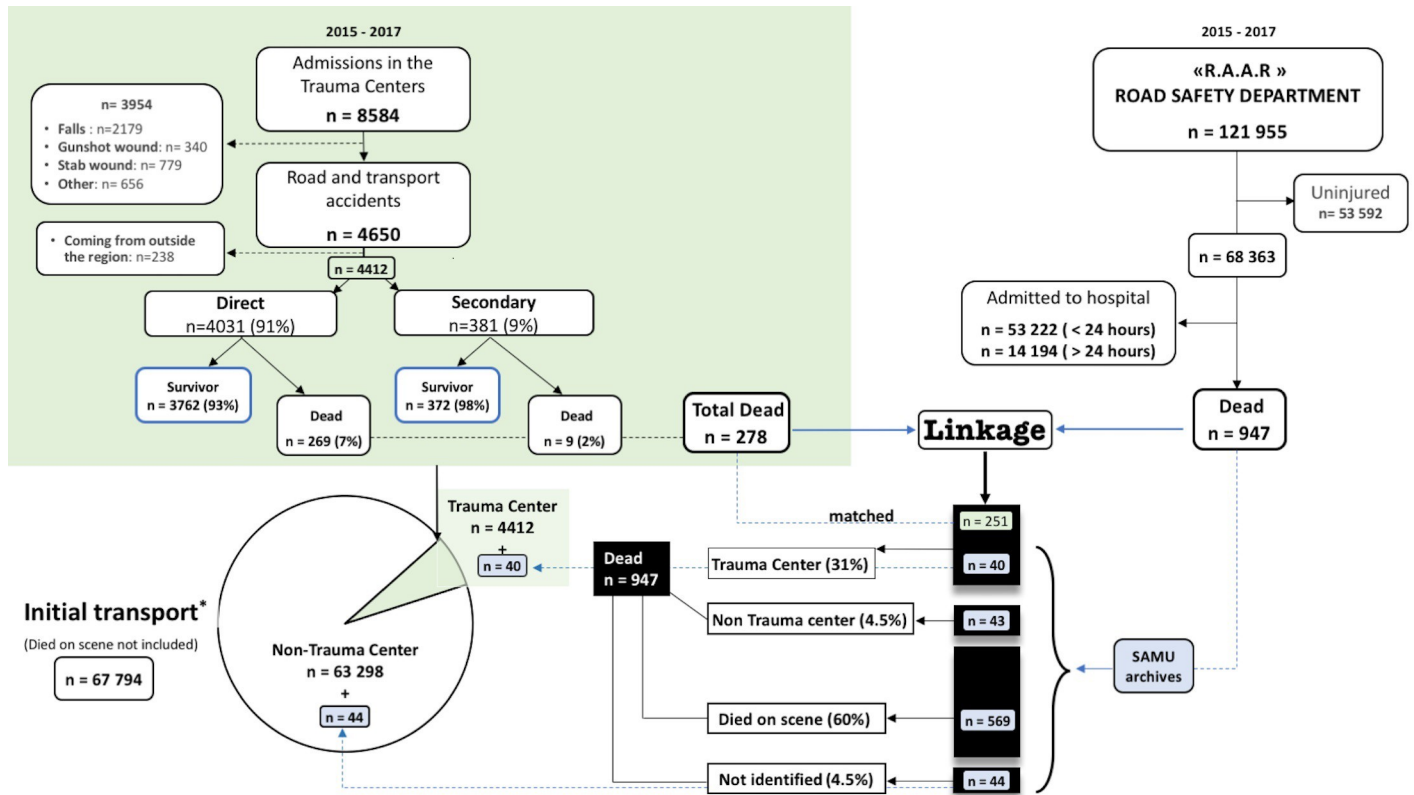 2015 - 2017
Admissions in the
Trauma Centers
n = 8584
n= 3954
• Falls : n=2179
• Gunshot wound: n= 340
• Stab wound: n= 779
• Other: n= 656
Road and transport
accidents
n = 4650
• Coming from outside
the region: n=238
n = 4412
Direct
n=4031 (91%)
Secondary
n=381 (9%)
Survivor
n = 3762 (93%)
Dead
n = 269 (7%)
Survivor
n = 372 (98%)
Dead
n = 9 (2%)
Total Dead
n = 278
2015 - 2017
«R.A.A.R »
ROAD SAFETY DEPARTMENT
n = 121 955
Uninjured
n= 53 592
n = 68 363
Admitted to hospital
n = 53 222 ( < 24 hours)
n = 14 194 ( > 24 hours)
Dead
n = 947
Linkage
matched
n = 251
Trauma Center
n = 4412
+
n = 40
Dead
n = 947
Trauma Center (31%)
n = 40
Non Trauma center (4.5%)
n = 43
Died on scene (60%)
n = 569
Not identified (4.5%)
n = 44
SAMU
archives
Initial transport*
(Died on scene not included)
n = 67 794
Non-Trauma Center
n = 63 298
+
n = 44